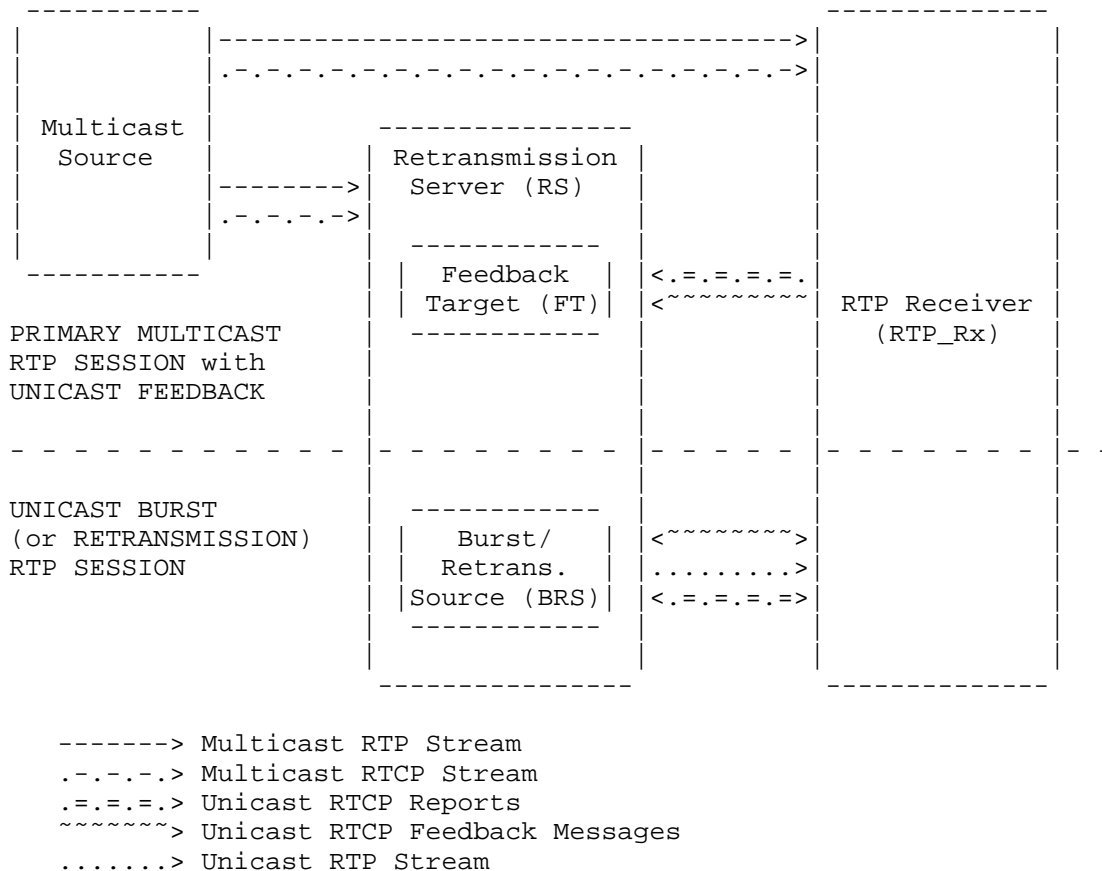 Multicast
Source
Retransmission
Server (RS)
Feedback
Target (FT)
RTP Receiver
(RTP_Rx)
PRIMARY MULTICAST
RTP SESSION with
UNICAST FEEDBACK
UNICAST BURST
(or RETRANSMISSION)
RTP SESSION
Burst/
Retrans.
Source (BRS)
-------> Multicast RTP Stream
.-.-.-.> Multicast RTCP Stream
.=.=.=.> Unicast RTCP Reports
~~~~~~~> Unicast RTCP Feedback Messages
.......> Unicast RTP Stream